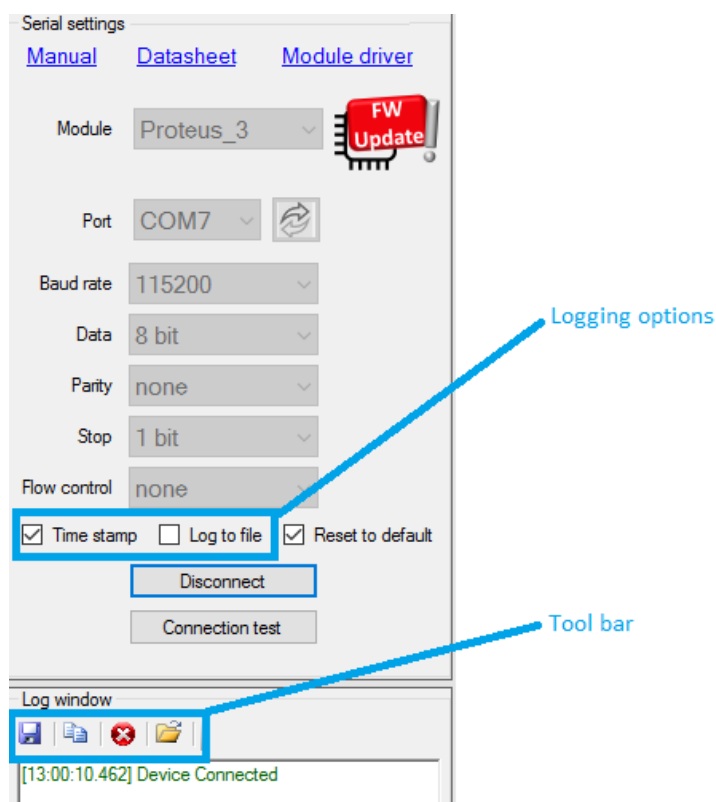 Serial settings
Manual Datasheet Module driver
Module Proteus_3 FW Update
Port COM7
Baud rate 115200
Data 8 bit
Parity none
Stop 1 bit
Flow control none
Time stamp Log to file Reset to default
Disconnect
Connection test
Log window
[13:00:10.462] Device Connected
Logging options
Tool bar